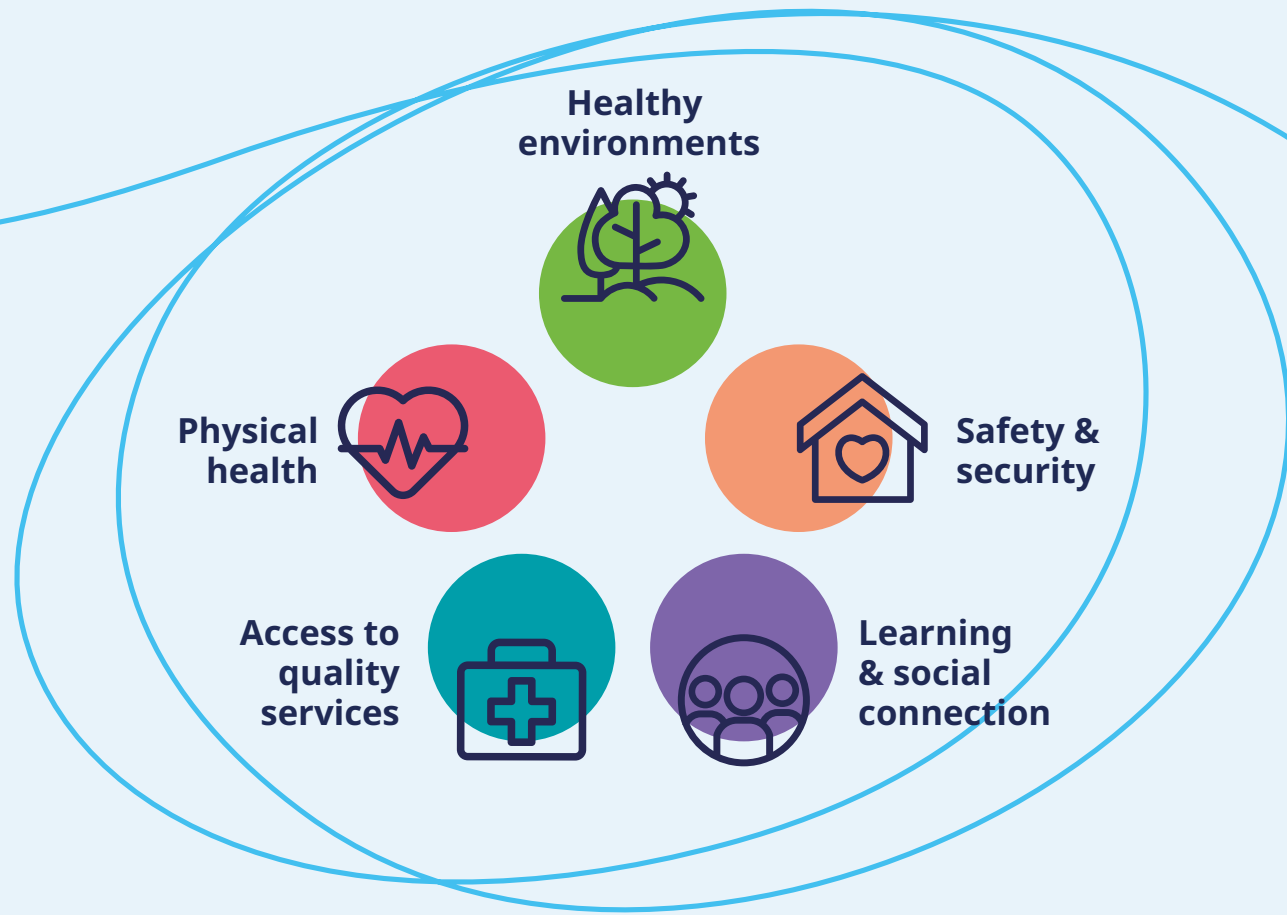 Healthy
environments
Physical
health
Safety &
security
Access to
quality
services
Learning
& social
connection